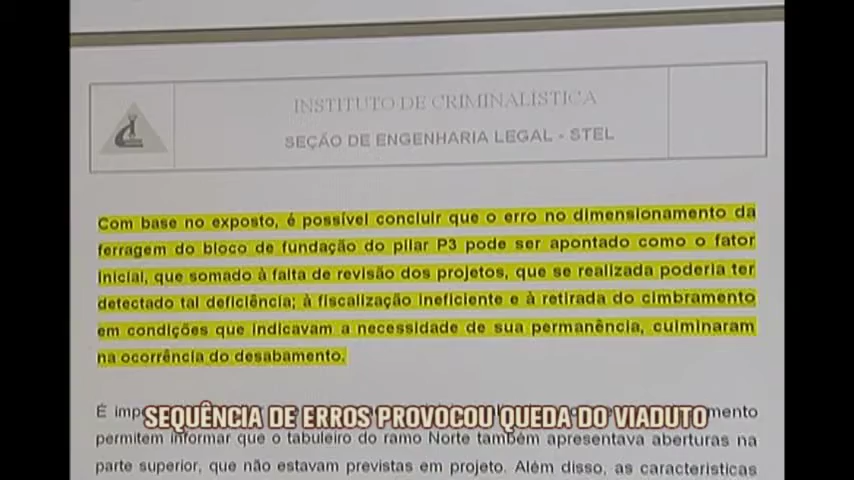 INSTITUTO DE CRIMINALÍSTICA
SEÇÃO DE ENGENHARIA LEGAL - STEL
Com base no exposto, é possível concluir que o erro no dimensionamento da
ferragem do bloco de fundação do pilar P3 pode ser apontado como o fator
inicial, que somado à falta de revisão dos projetos, que se realizada poderia ter
detectado tal deficiência; à fiscalização ineficiente e à retirada do cimbramento
em condições que indicavam a necessidade de sua permanência, culminaram
na ocorrência do desabamento.
É
SEQUÊNCIA DE ERROS PROVOCOU QUEDA DO VIADUTO
permitem informar que o tabuleiro do ramo Norte também apresentava aberturas na
parte superior, que não estavam previstas em projeto. Além disso, as características